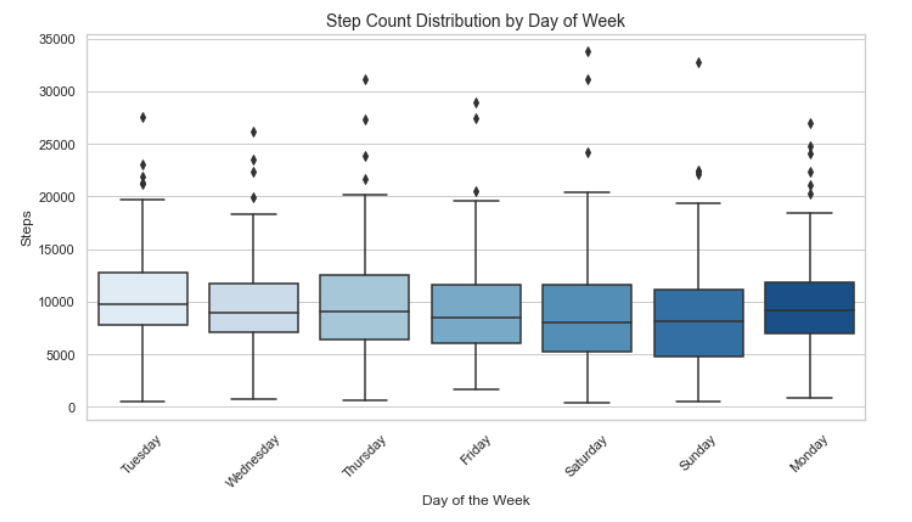 Step Count Distribution by Day of Week
35000
30000
25000
20000
15000
10000
5000
0
Steps
Tuesday
Wednesday
Thursday
Friday
Saturday
Sunday
Monday
Day of the Week